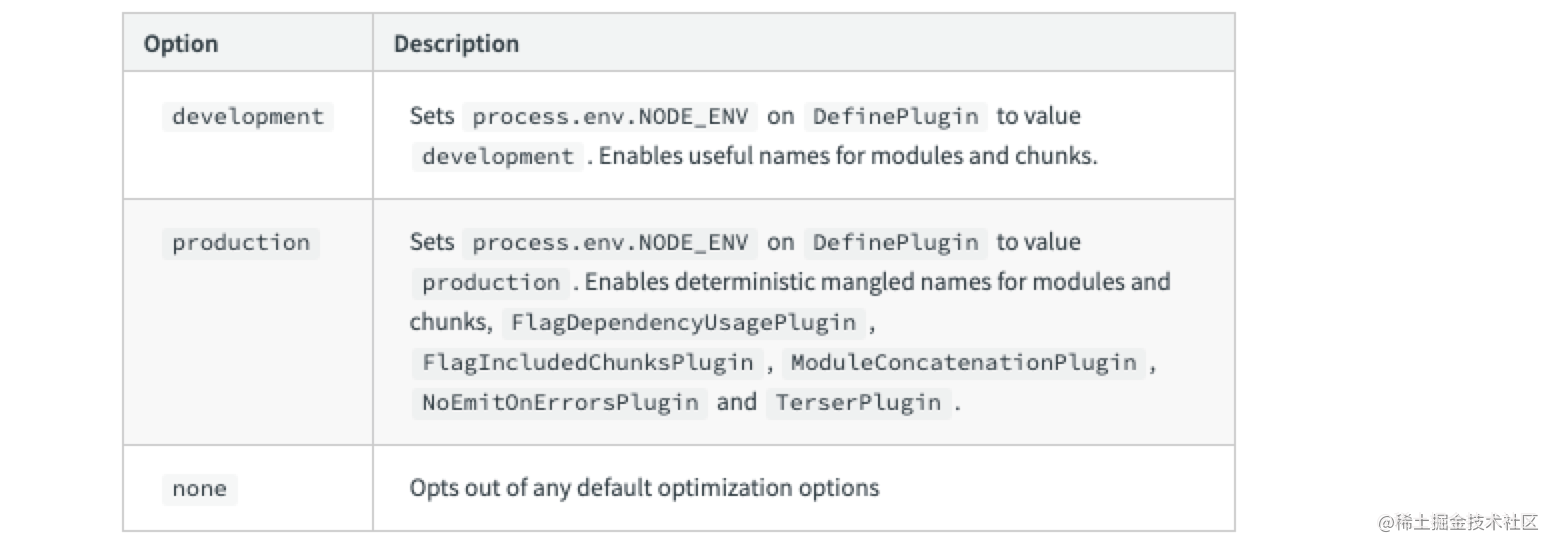 Option Description
development Sets process.env.NODE_ENV on DefinePlugin to value
development . Enables useful names for modules and chunks.
production Sets process.env.NODE_ENV on DefinePlugin to value
production . Enables deterministic mangled names for modules and
chunks, FlagDependencyUsagePlugin ,
FlagIncludedChunksPlugin , ModuleConcatenationPlugin ,
NoEmitOnErrorsPlugin and TerserPlugin .
none Opts out of any default optimization options
@稀土掘金技术社区